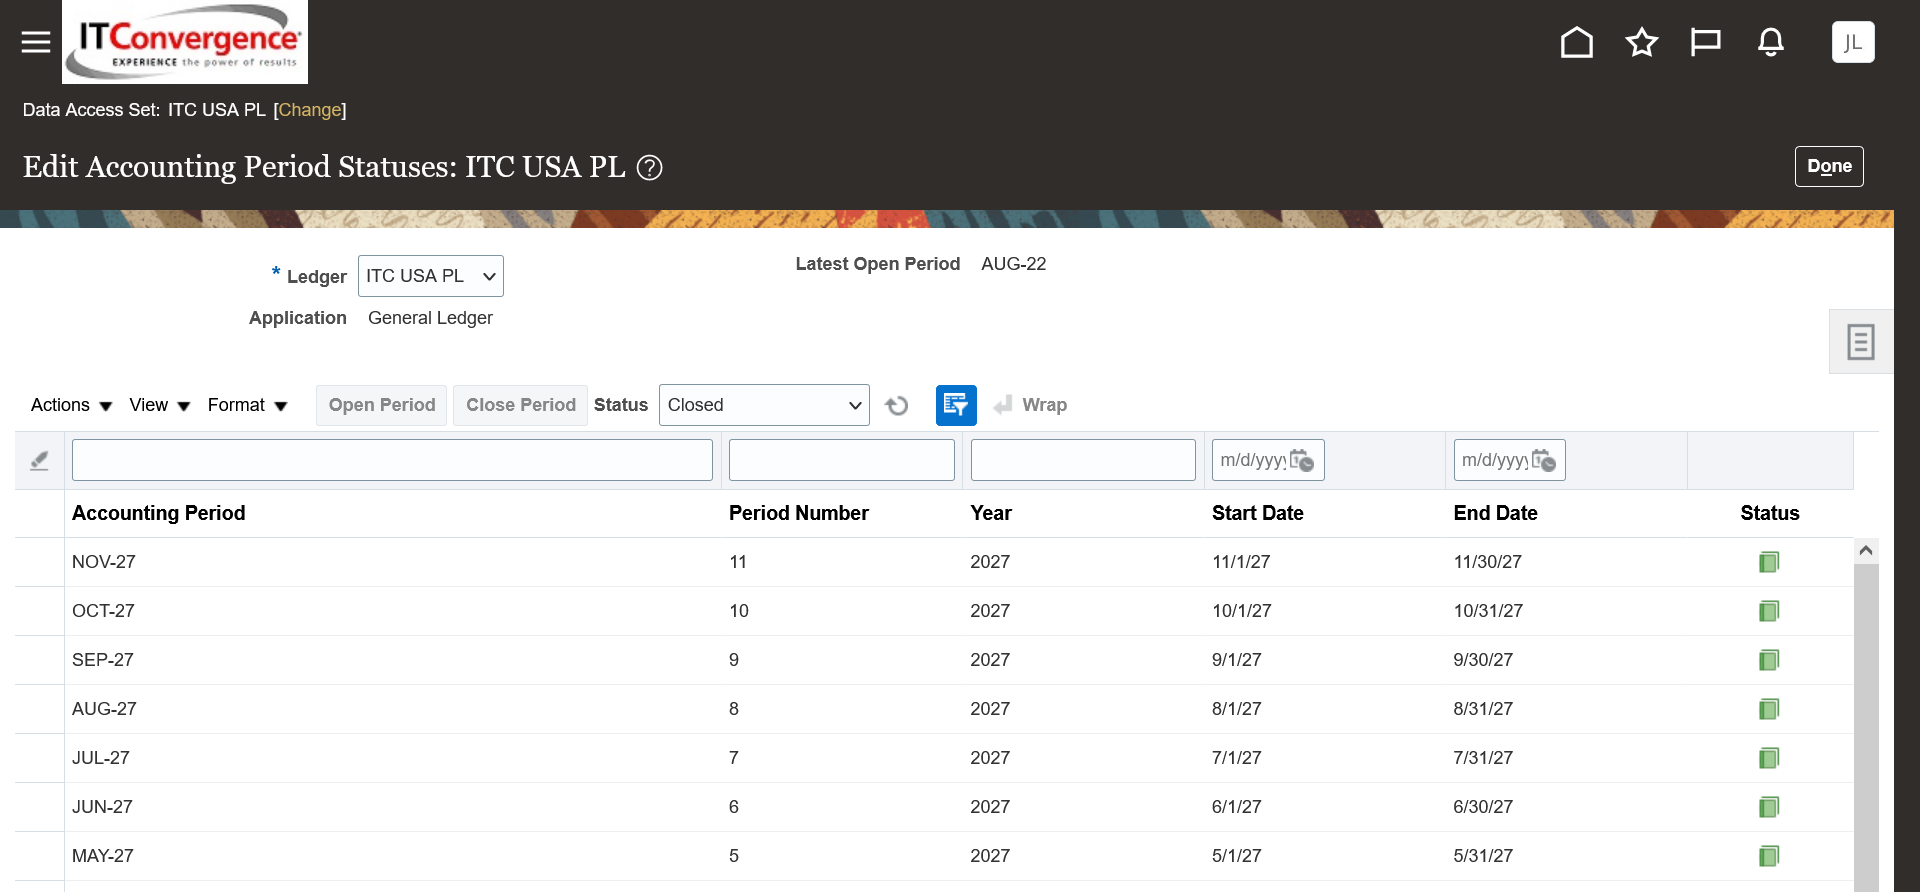 ITConvergence
EXPERIENCE the power of results
JL
Data Access Set: ITC USA PL [Change]
Edit Accounting Period Statuses: ITC USA PL ?
Done
* Ledger ITC USA PL
Latest Open Period AUG-22
Application General Ledger
Actions View Format Open Period Close Period Status Closed Wrap
m/d/yyyy m/d/yyyy
Accounting Period Period Number Year Start Date End Date Status
NOV-27 11 2027 11/1/27 11/30/27
OCT-27 10 2027 10/1/27 10/31/27
SEP-27 9 2027 9/1/27 9/30/27
AUG-27 8 2027 8/1/27 8/31/27
JUL-27 7 2027 7/1/27 7/31/27
JUN-27 6 2027 6/1/27 6/30/27
MAY-27 5 2027 5/1/27 5/31/27